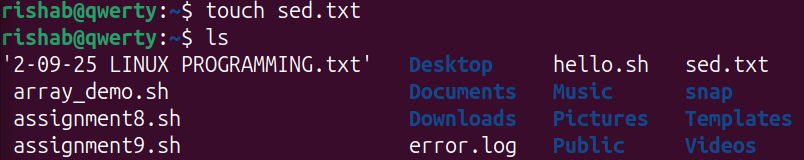 rishab@qwerty:~$ touch sed.txt
rishab@qwerty:~$ ls
'2-09-25 LINUX PROGRAMMING.txt'   Desktop     hello.sh   sed.txt
 array_demo.sh                    Documents   Music      snap
 assignment8.sh                   Downloads   Pictures   Templates
 assignment9.sh                   error.log   Public     Videos